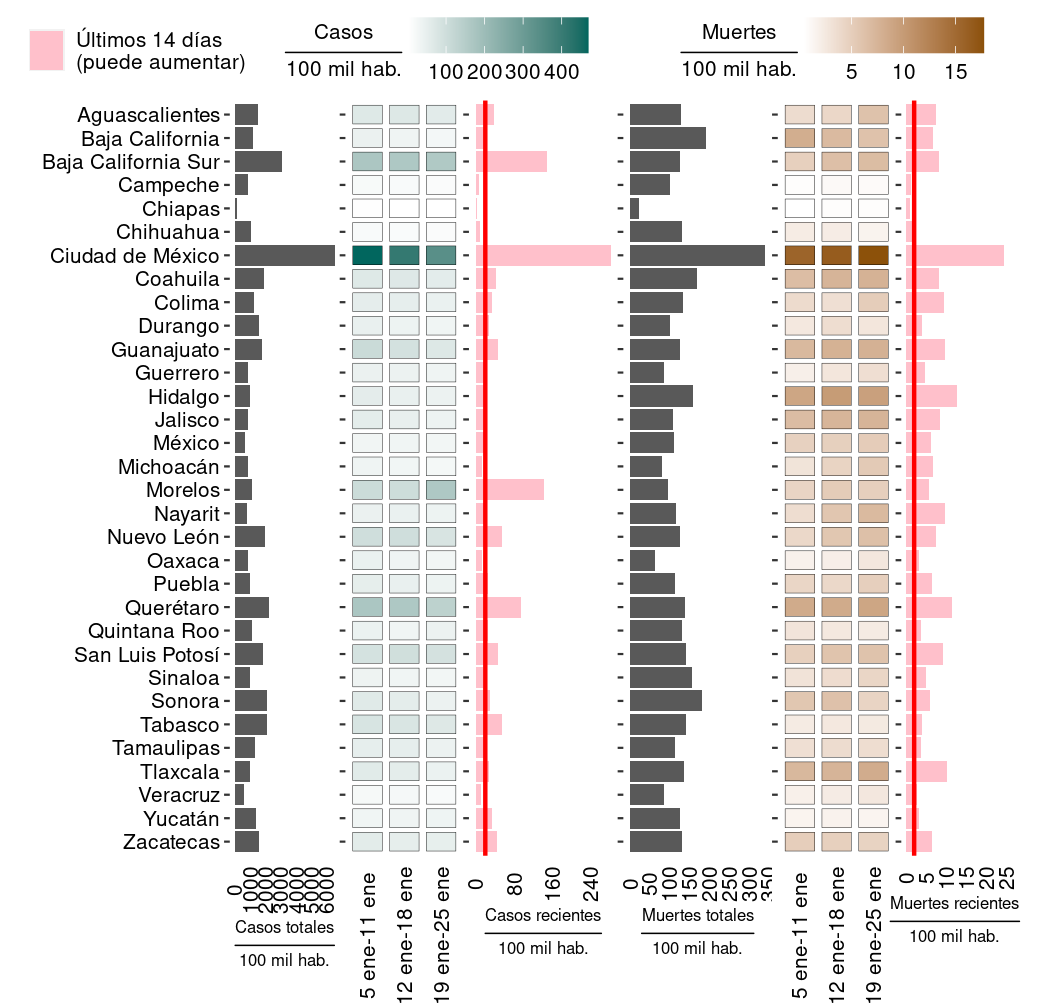 Últimos 14 días
(puede aumentar)
Casos
100 mil hab.
100 200 300 400
Muertes
100 mil hab.
5 10 15
Aguascalientes
Baja California
Baja California Sur
Campeche
Chiapas
Chihuahua
Ciudad de México
Coahuila
Colima
Durango
Guanajuato
Guerrero
Hidalgo
Jalisco
México
Michoacán
Morelos
Nayarit
Nuevo León
Oaxaca
Puebla
Querétaro
Quintana Roo
San Luis Potosí
Sinaloa
Sonora
Tabasco
Tamaulipas
Tlaxcala
Veracruz
Yucatán
Zacatecas
0 1000 2000 3000 4000 5000 6000
Casos totales
100 mil hab.
5 ene-11 ene
12 ene-18 ene
19 ene-25 ene
0 80 160 240
Casos recientes
100 mil hab.
0 50 100 150 200 250 300 350
Muertes totales
100 mil hab.
5 ene-11 ene
12 ene-18 ene
19 ene-25 ene
0 5 10 15 20 25
Muertes recientes
100 mil hab.